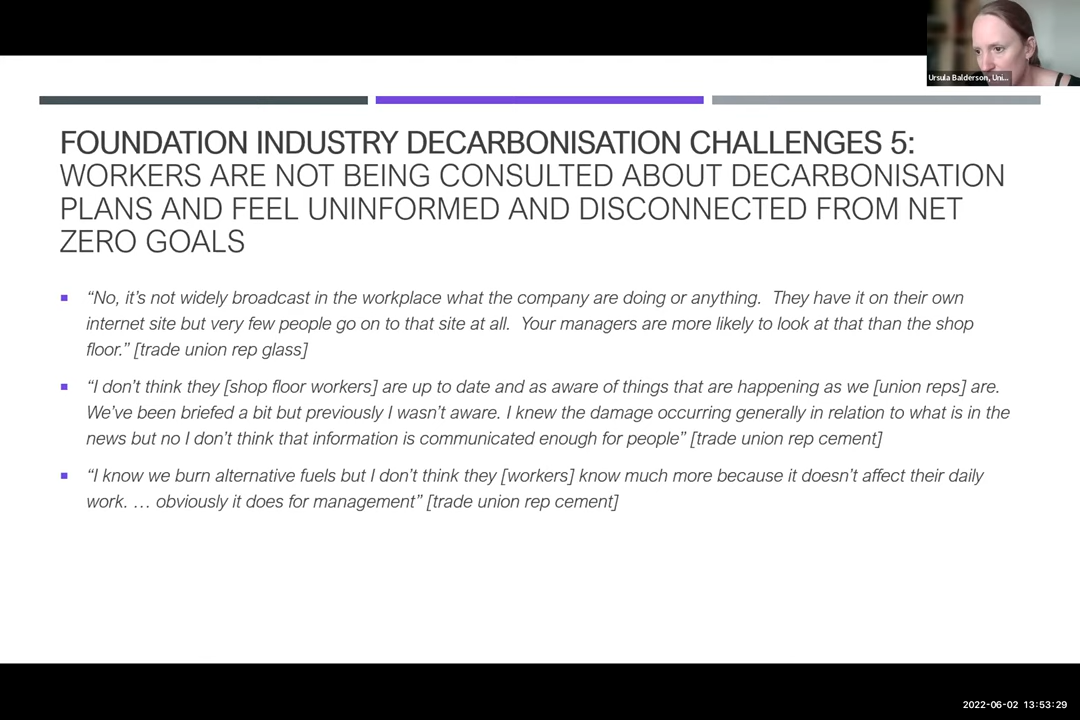 Ursula Balderson, Uni...
FOUNDATION INDUSTRY DECARBONISATION CHALLENGES 5:
WORKERS ARE NOT BEING CONSULTED ABOUT DECARBONISATION
PLANS AND FEEL UNINFORMED AND DISCONNECTED FROM NET
ZERO GOALS
“No, it’s not widely broadcast in the workplace what the company are doing or anything.  They have it on their own
internet site but very few people go on to that site at all.  Your managers are more likely to look at that than the shop
floor.” [trade union rep glass]
“I don’t think they [shop floor workers] are up to date and as aware of things that are happening as we [union reps] are.
We’ve been briefed a bit but previously I wasn’t aware. I knew the damage occurring generally in relation to what is in the
news but no I don’t think that information is communicated enough for people” [trade union rep cement]
“I know we burn alternative fuels but I don’t think they [workers] know much more because it doesn’t affect their daily
work. … obviously it does for management” [trade union rep cement]
2022-06-02 13:53:29